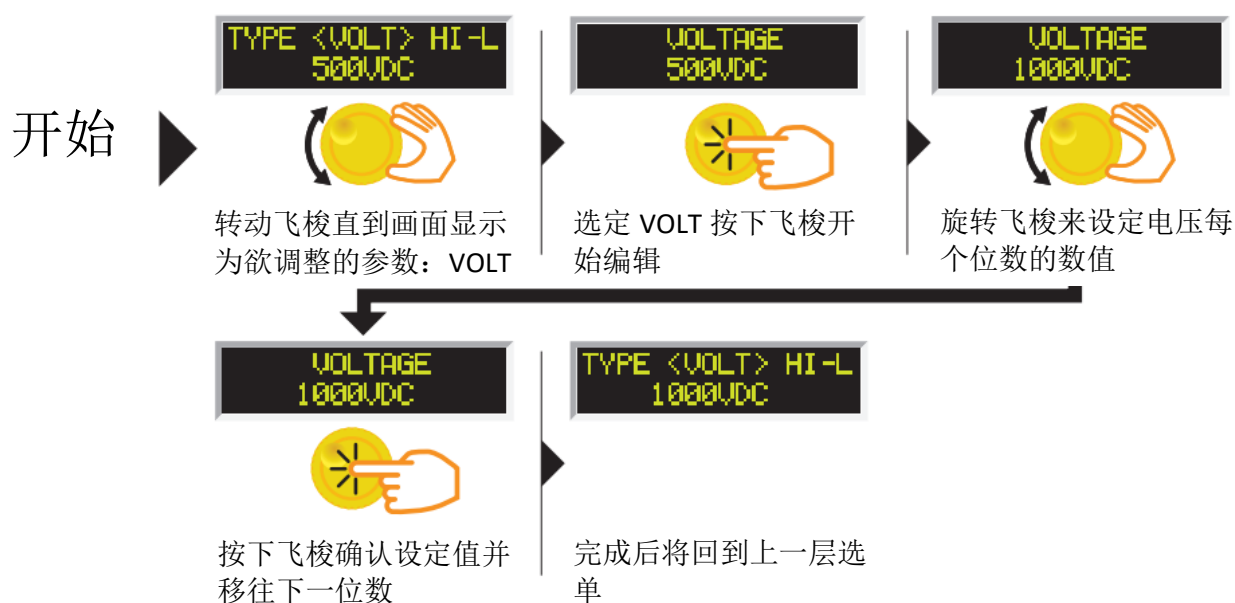 开始
TYPE <VOLT> HI-L
500VDC
转动飞梭直到画面显示
为欲调整的参数：VOLT
VOLTAGE
500VDC
选定 VOLT 按下飞梭开
始编辑
VOLTAGE
1000VDC
旋转飞梭来设定电压每
个位数的数值
VOLTAGE
1000VDC
按下飞梭确认设定值并
移往下一位数
TYPE <VOLT> HI-L
1000VDC
完成后将回到上一层选
单